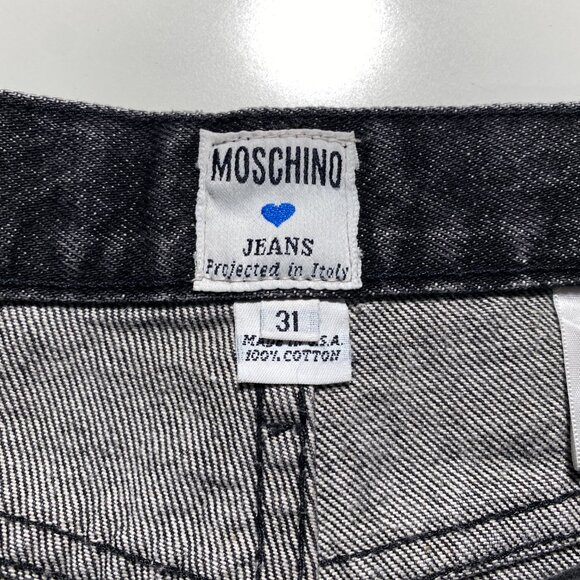 MOSCHINO
JEANS
Projected in Italy
31
MADE IN U.S.A.
100% COTTON